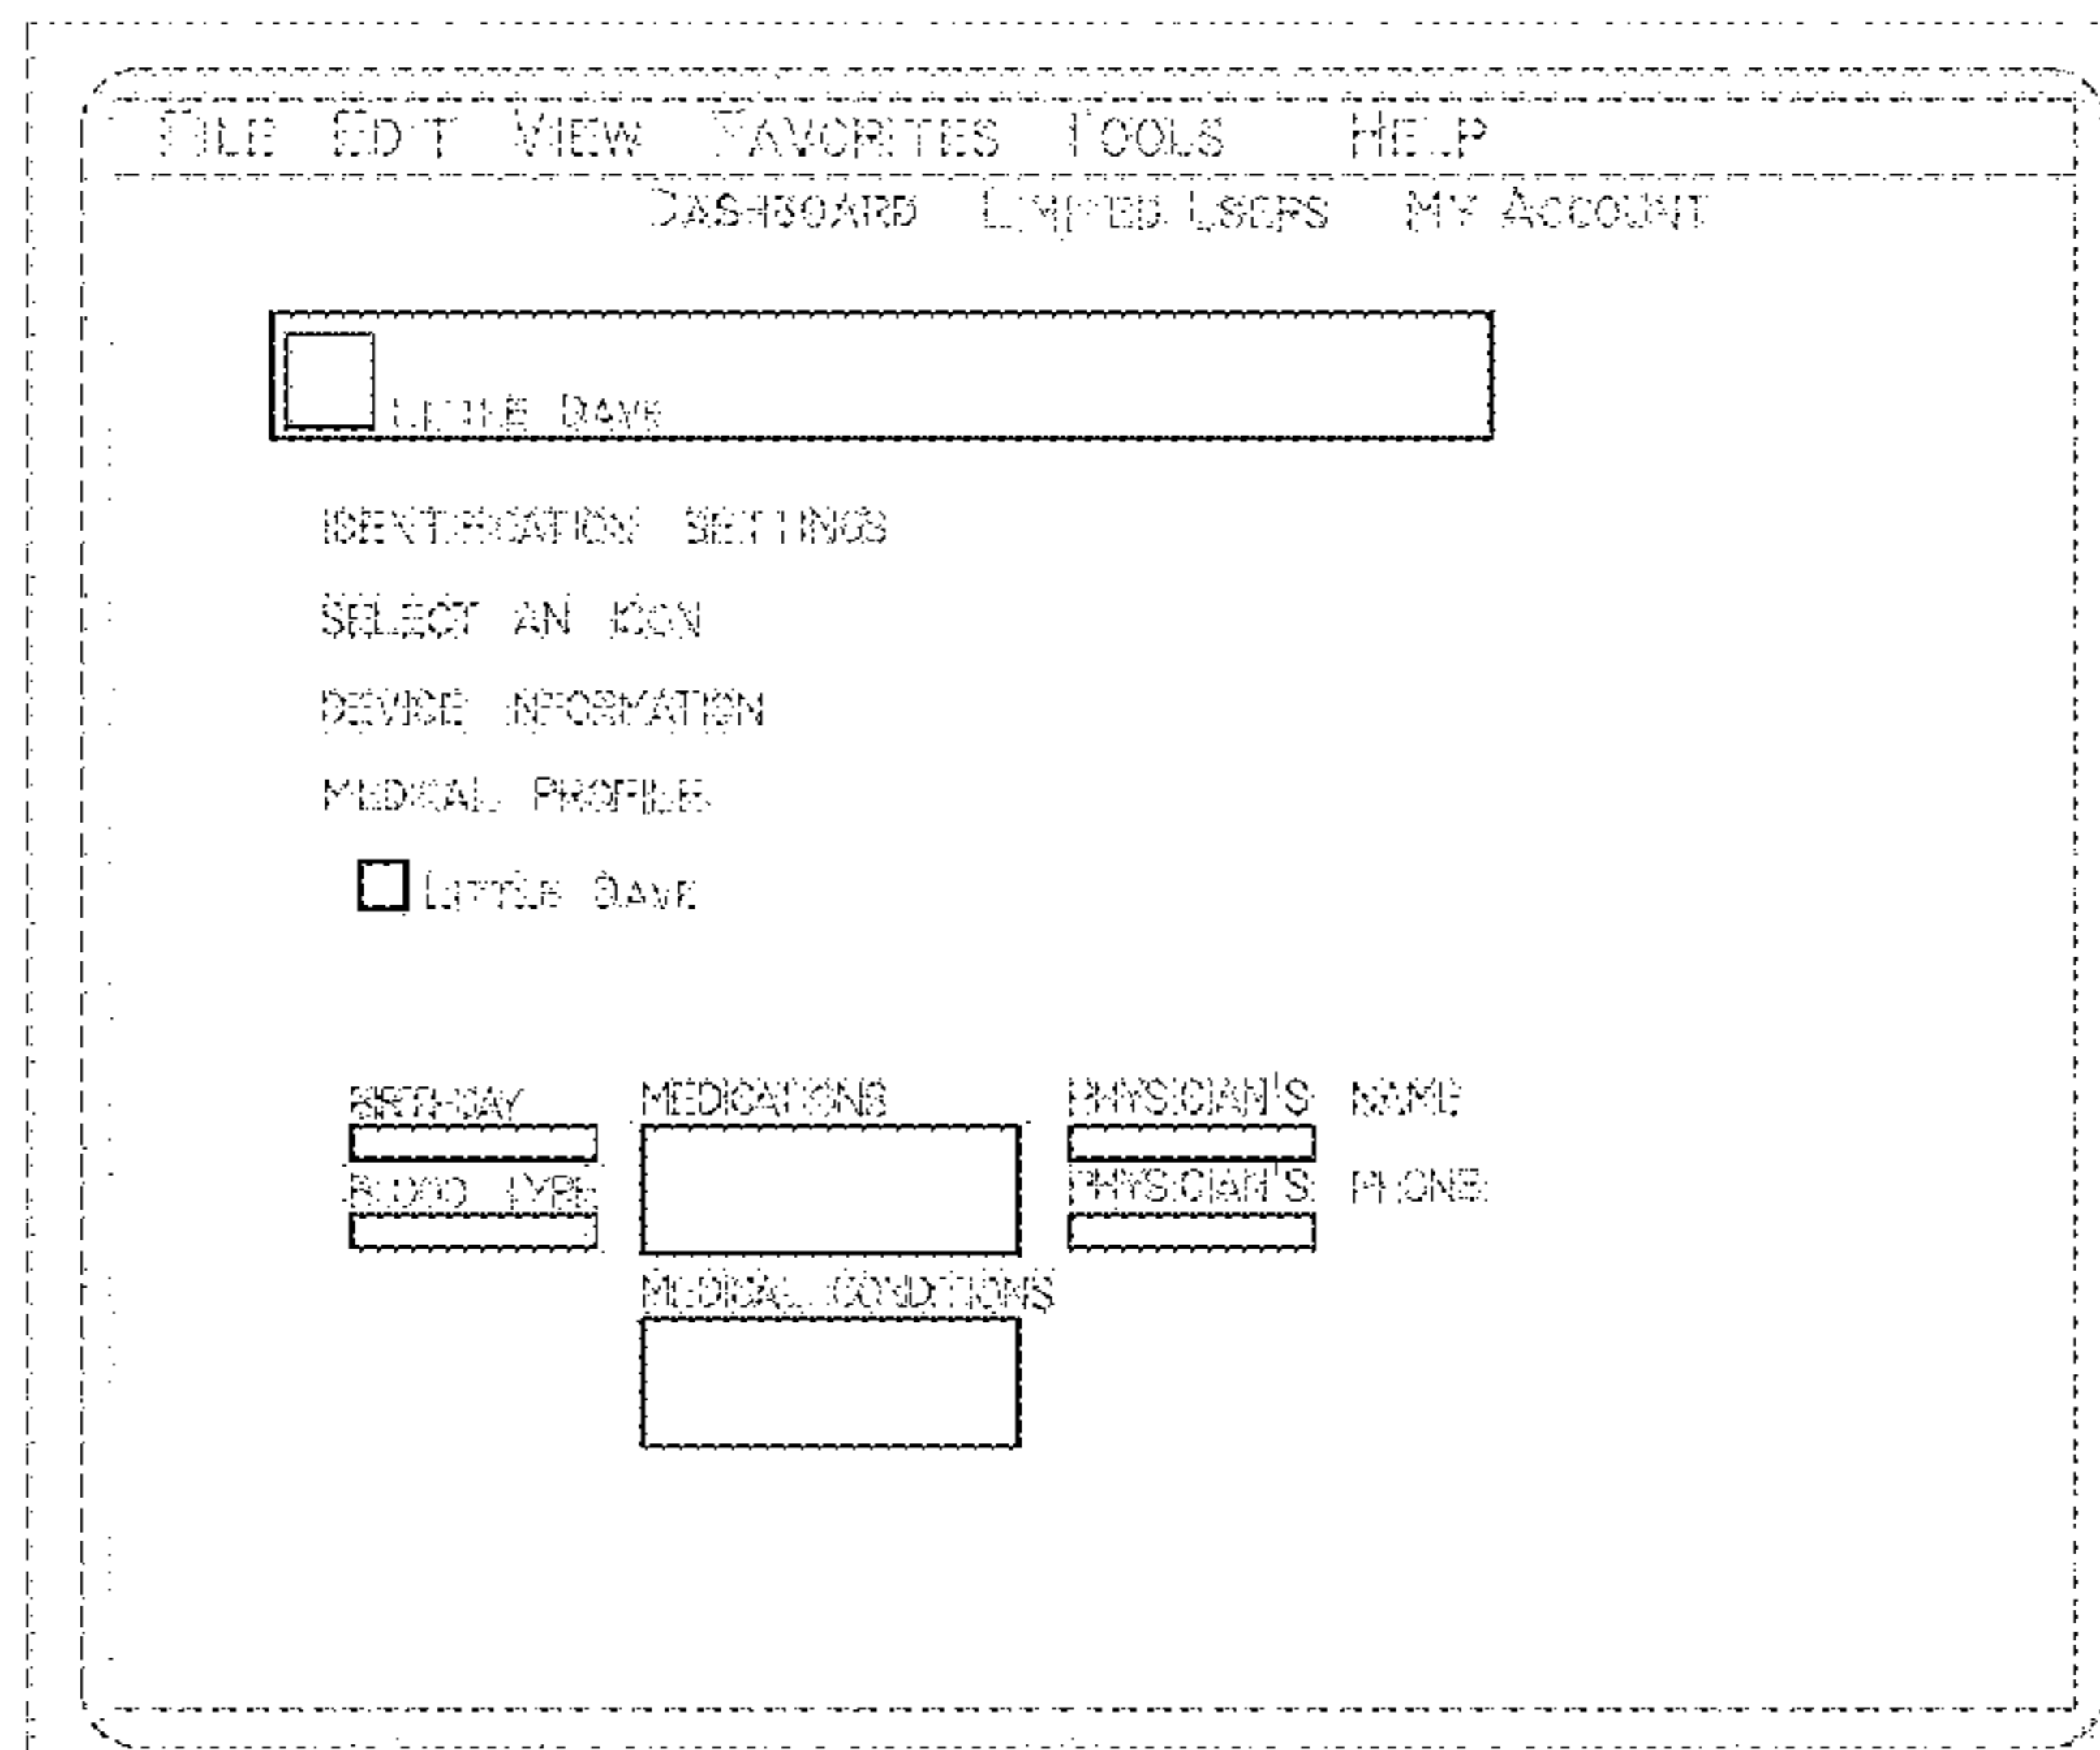 FILE EDIT VIEW FAVORITES TOOLS HELP
DASHBOARD LIMITED USERS MY ACCOUNT
LITTLE DAVE
IDENTIFICATION SETTINGS
SELECT AN ICON
DEVICE INFORMATION
MEDICAL PROFILE
LITTLE DAVE
BIRTHDAY MEDICATIONS PHYSICIAN'S NAME
BLOOD TYPE PHYSICIAN'S PHONE
MEDICAL CONDITIONS